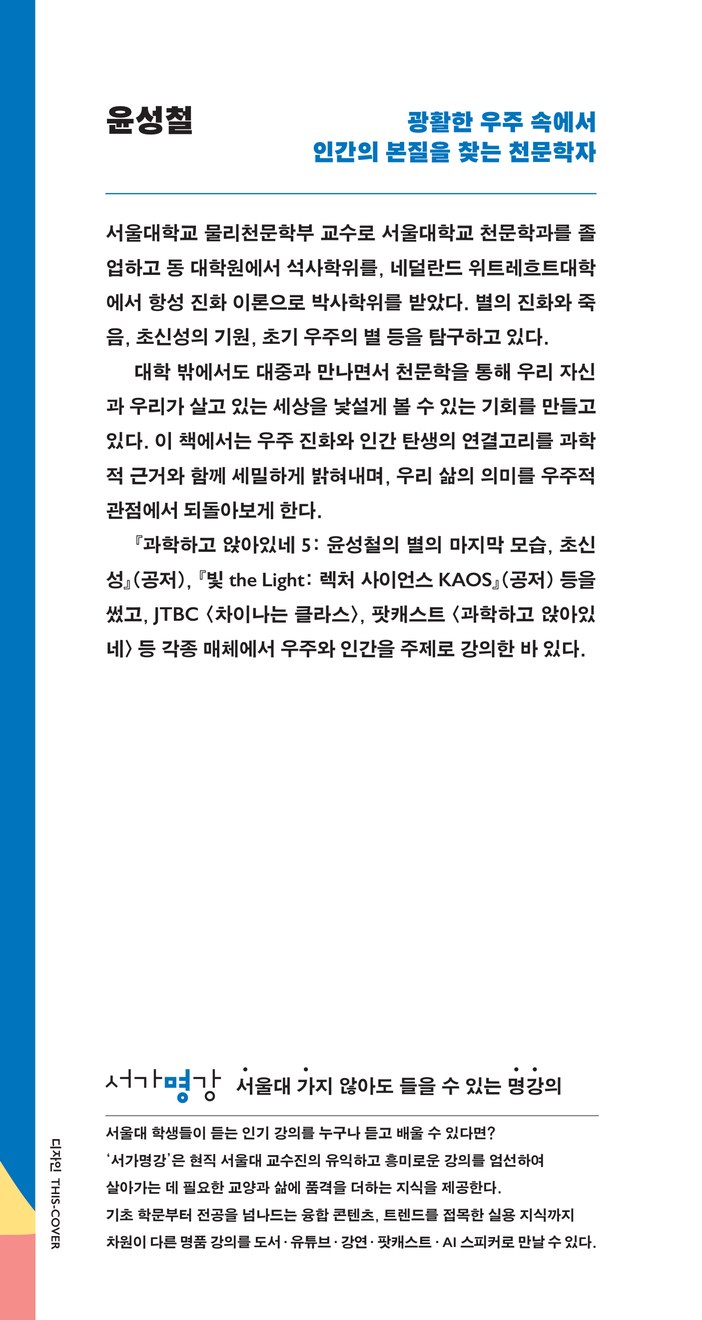 윤성철
광활한 우주 속에서
인간의 본질을 찾는 천문학자
서울대학교 물리천문학부 교수로 서울대학교 천문학과를 졸
업하고 동 대학원에서 석사학위를, 네덜란드 위트레흐트대학
에서 항성 진화 이론으로 박사학위를 받았다. 별의 진화와 죽
음, 초신성의 기원, 초기 우주의 별 등을 탐구하고 있다.
대학 밖에서도 대중과 만나면서 천문학을 통해 우리 자신
과 우리가 살고 있는 세상을 낯설게 볼 수 있는 기회를 만들고
있다. 이 책에서는 우주 진화와 인간 탄생의 연결고리를 과학
적 근거와 함께 세밀하게 밝혀내며, 우리 삶의 의미를 우주적
관점에서 되돌아보게 한다.
『과학하고 앉아있네 5: 윤성철의 별의 마지막 모습, 초신
성』(공저), 『빛 the Light: 렉처 사이언스 KAOS』(공저) 등을
썼고, JTBC 〈차이나는 클라스〉, 팟캐스트 〈과학하고 앉아있
네〉 등 각종 매체에서 우주와 인간을 주제로 강의한 바 있다.
서가명강 서울대 가지 않아도 들을 수 있는 명강의
서울대 학생들이 듣는 인기 강의를 누구나 듣고 배울 수 있다면?
‘서가명강’은 현직 서울대 교수진의 유익하고 흥미로운 강의를 엄선하여
살아가는 데 필요한 교양과 삶에 품격을 더하는 지식을 제공한다.
기초 학문부터 전공을 넘나드는 융합 콘텐츠, 트렌드를 접목한 실용 지식까지
차원이 다른 명품 강의를 도서 · 유튜브 · 강연 · 팟캐스트 · AI 스피커로 만날 수 있다.
디자인 THIS-COVER